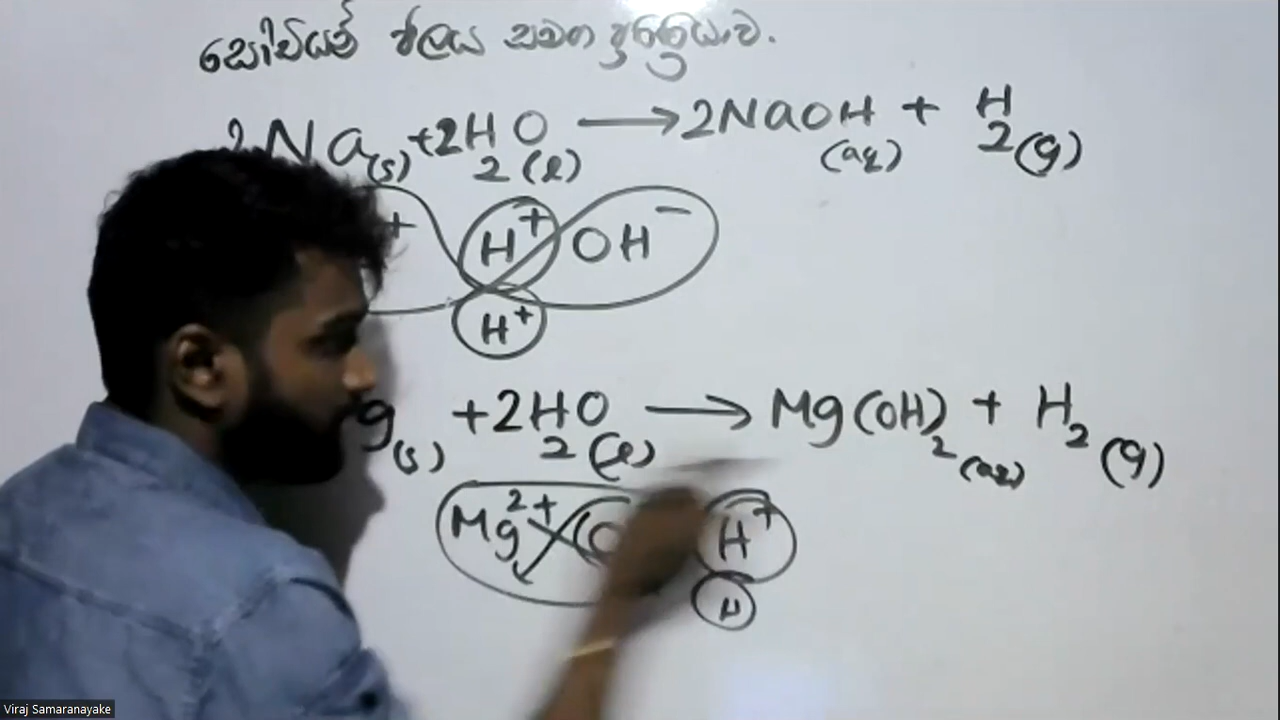 සෝඩියම් ජලය සමග ප්‍රතික්‍රියාව.
2Na(s) +2H2O(l) → 2NaOH(aq) + H2(g)
+ H+ OH−
H+
g(s) +2H2O(l) → Mg(OH)2(aq) + H2(g)
Mg2+ (O H+
H
Viraj Samaranayake